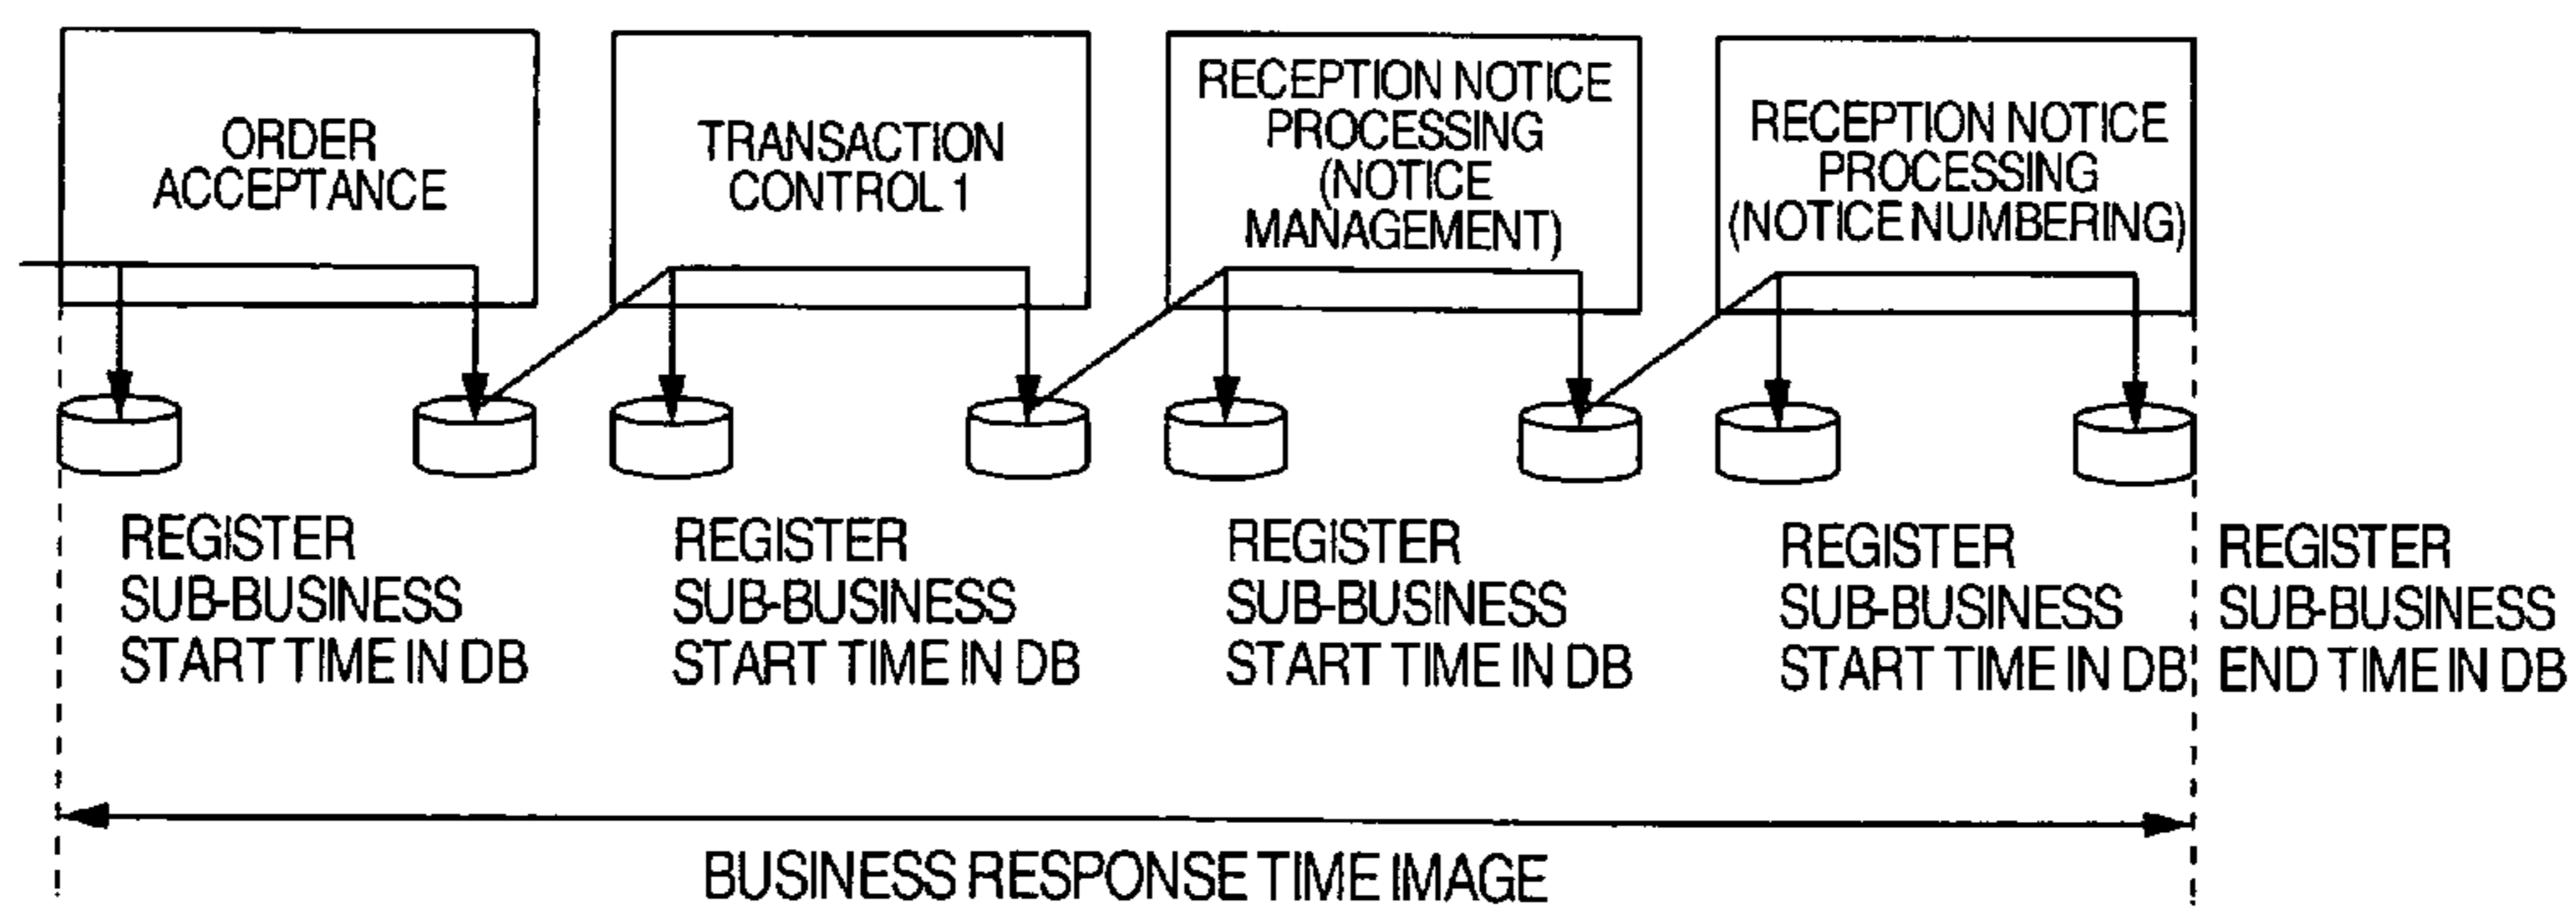 ORDER
ACCEPTANCE
TRANSACTION
CONTROL 1
RECEPTION NOTICE
PROCESSING
(NOTICE
MANAGEMENT)
RECEPTION NOTICE
PROCESSING
(NOTICE NUMBERING)
REGISTER
SUB-BUSINESS
START TIME IN DB
REGISTER
SUB-BUSINESS
START TIME IN DB
REGISTER
SUB-BUSINESS
START TIME IN DB
REGISTER
SUB-BUSINESS
START TIME IN DB
REGISTER
SUB-BUSINESS
END TIME IN DB
BUSINESS RESPONSE TIME IMAGE